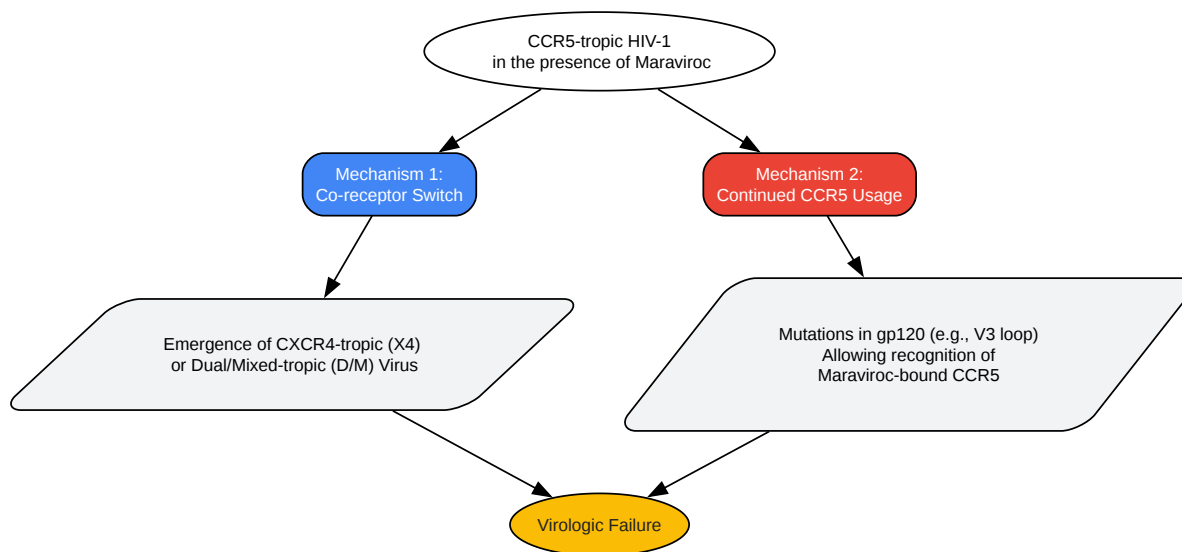 CCR5-tropic HIV-1
in the presence of Maraviroc
Mechanism 1:
Co-receptor Switch
Mechanism 2:
Continued CCR5 Usage
Emergence of CXCR4-tropic (X4)
or Dual/Mixed-tropic (D/M) Virus
Mutations in gp120 (e.g., V3 loop)
Allowing recognition of
Maraviroc-bound CCR5
Virologic Failure